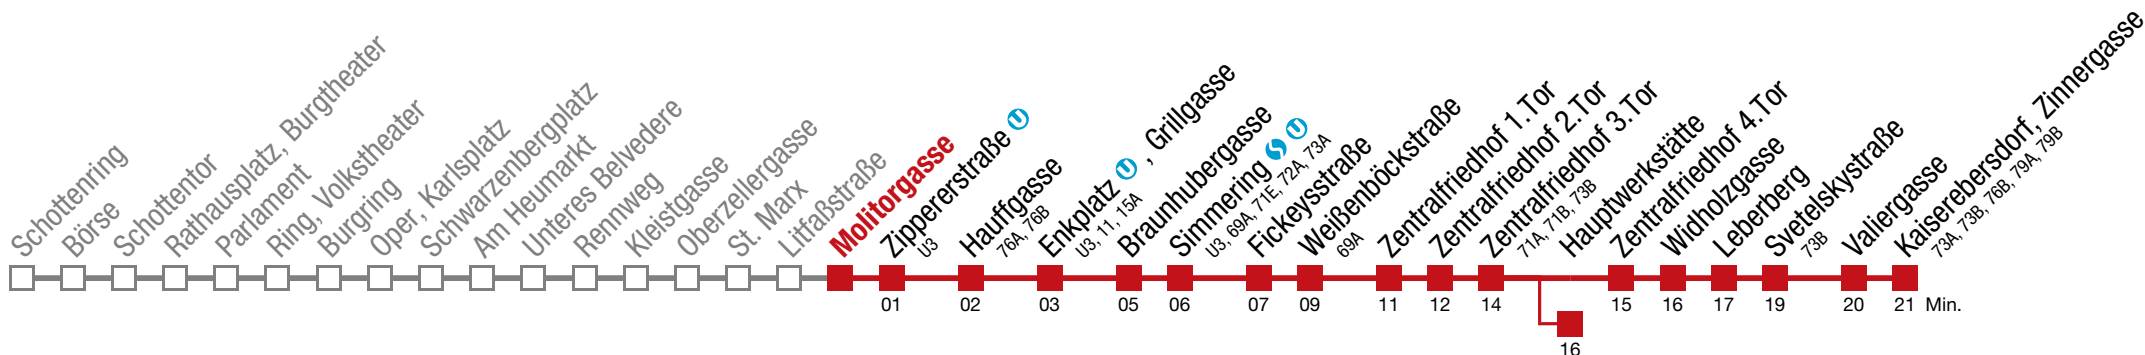 Schottenring
Börse
Schottentor
Rathausplatz, Burgtheater
Parlament
Ring, Volkstheater
Burgring
Oper, Karlsplatz
Schwarzenbergplatz
Am Heumarkt
Unteres Belvedere
Rennweg
Kleistgasse
Oberzellergasse
St. Marx
Litfaßstraße
Molitorgasse
Zippererstraße U
U3
Hauffgasse
76A, 76B
Enkplatz U , Grillgasse
U3, 11, 15A
Braunhubergasse
Simmering S U
U3, 69A, 71E, 72A, 73A
Fickeysstraße
Weißenböckstraße
69A
Zentralfriedhof 1.Tor
Zentralfriedhof 2.Tor
Zentralfriedhof 3.Tor
71A, 71B, 73B
Hauptwerkstätte
Zentralfriedhof 4.Tor
Widholzgasse
Leberberg
Svetelskystraße
73B
Valiergasse
Kaiserebersdorf, Zinnergasse
73A, 73B, 76B, 79A, 79B
01 02 03 05 06 07 09 11 12 14 15 16 17 19 20 21 Min.
16